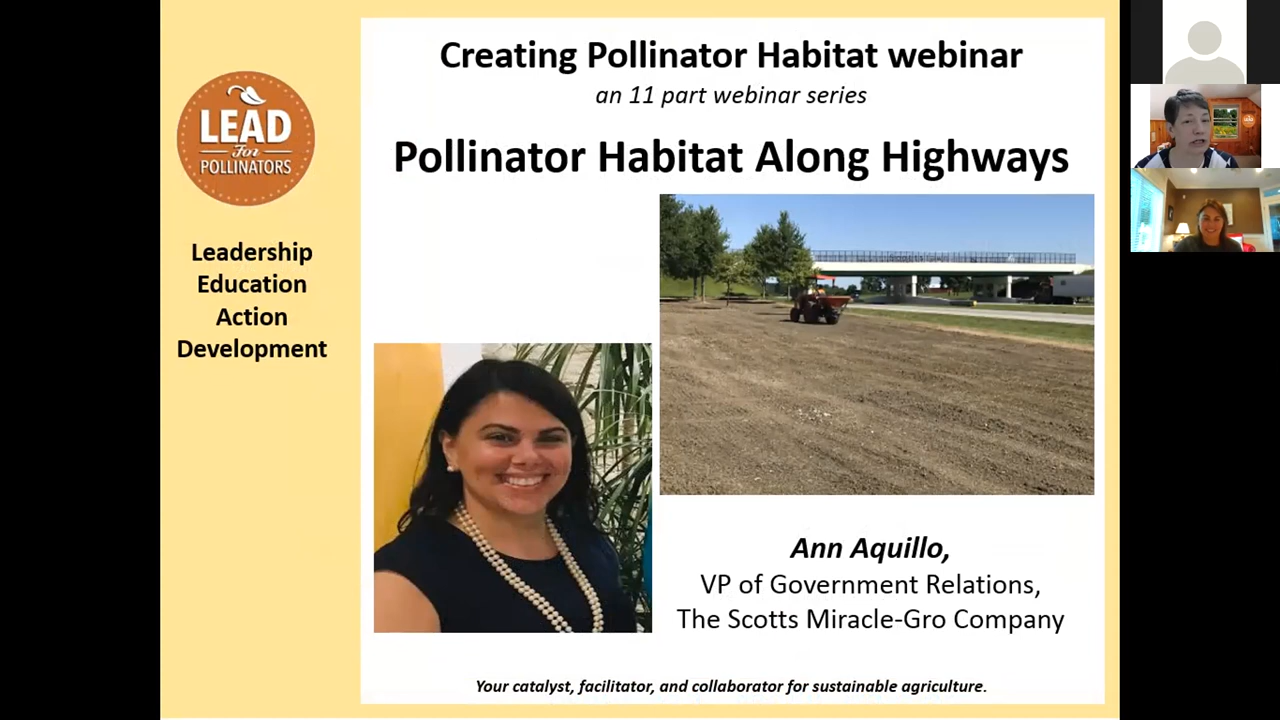 Creating Pollinator Habitat webinar
an 11 part webinar series
Pollinator Habitat Along Highways
LEAD
For
POLLINATORS
Leadership
Education
Action
Development
Ann Aquillo,
VP of Government Relations,
The Scotts Miracle-Gro Company
Your catalyst, facilitator, and collaborator for sustainable agriculture.